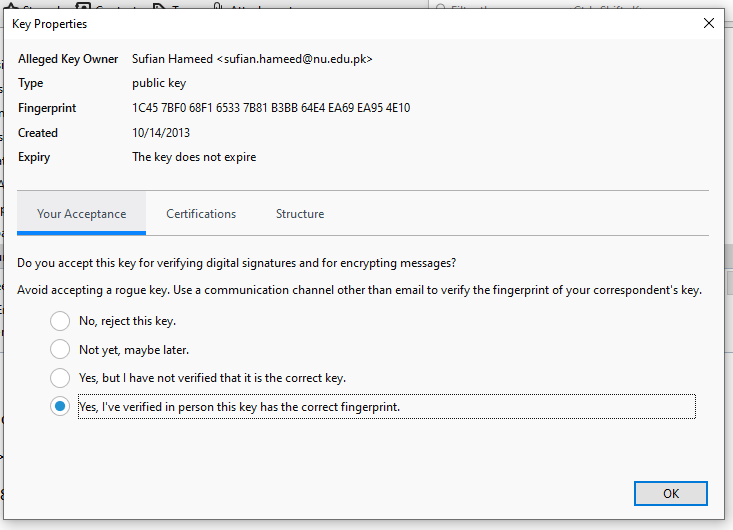 Key Properties
Alleged Key Owner Sufian Hameed <sufian.hameed@nu.edu.pk>
Type public key
Fingerprint 1C45 7BF0 68F1 6533 7B81 B3BB 64E4 EA69 EA95 4E10
Created 10/14/2013
Expiry The key does not expire
Your Acceptance Certifications Structure
Do you accept this key for verifying digital signatures and for encrypting messages?
Avoid accepting a rogue key. Use a communication channel other than email to verify the fingerprint of your correspondent's key.
No, reject this key.
Not yet, maybe later.
Yes, but I have not verified that it is the correct key.
Yes, I've verified in person this key has the correct fingerprint.
OK